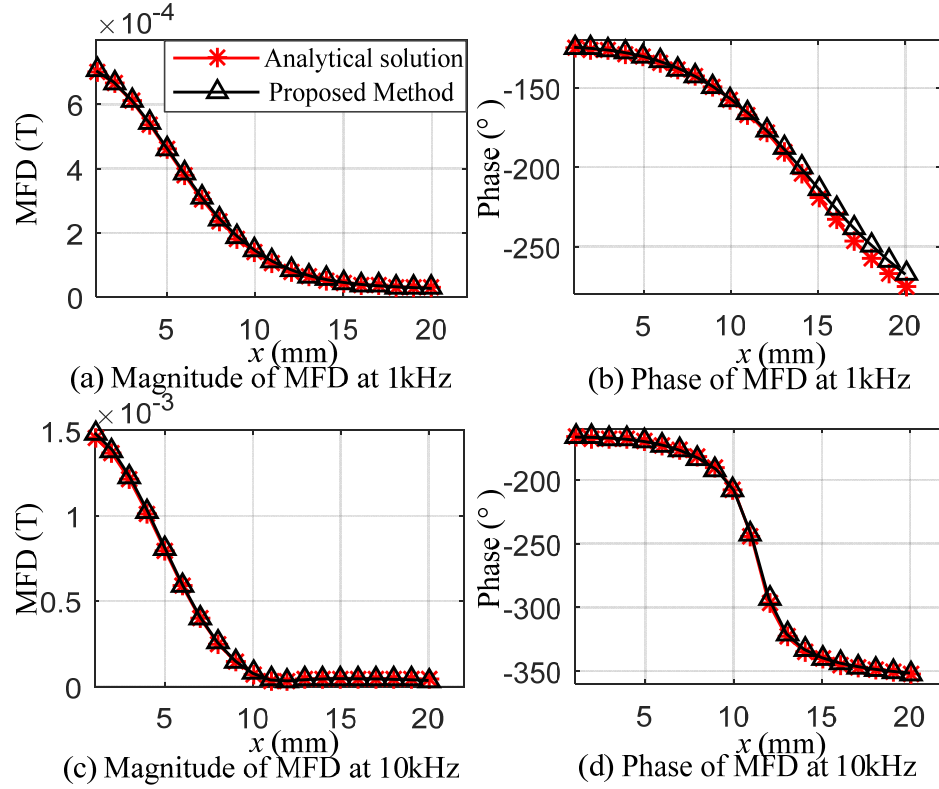 × 10⁻⁴
Analytical solution
Proposed Method
MFD (T)
6
4
2
0
5
10
15
20
x (mm)
(a) Magnitude of MFD at 1kHz
Phase (°)
-150
-200
-250
5
10
15
20
x (mm)
(b) Phase of MFD at 1kHz
× 10⁻³
MFD (T)
1.5
1
0.5
0
5
10
15
20
x (mm)
(c) Magnitude of MFD at 10kHz
Phase (°)
-200
-250
-300
-350
5
10
15
20
x (mm)
(d) Phase of MFD at 10kHz